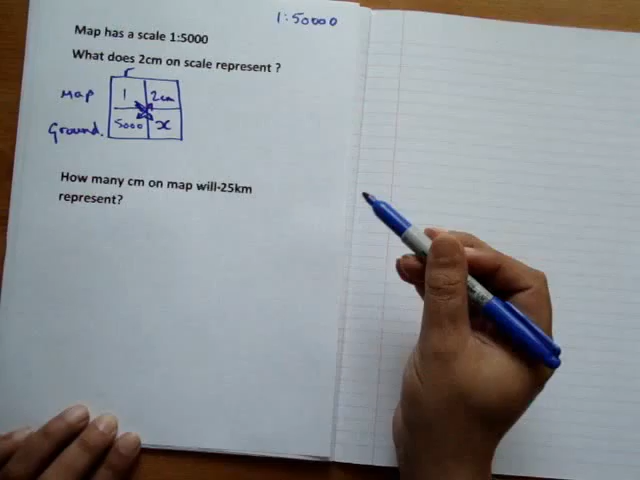 1:50000
Map has a scale 1:5000
What does 2cm on scale represent ?
Map 1 2cm
Ground. 5000 x
How many cm on map will-25km
represent?